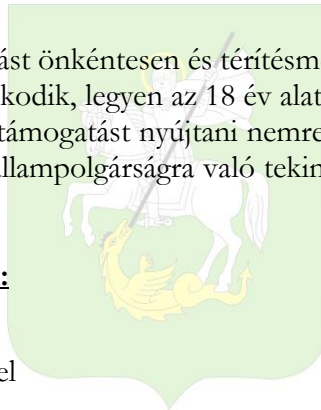 ást önkéntesen és térítésm
kodik, legyen az 18 év alat
támogatást nyújtani nemre
állampolgárságra való tekin
:
el